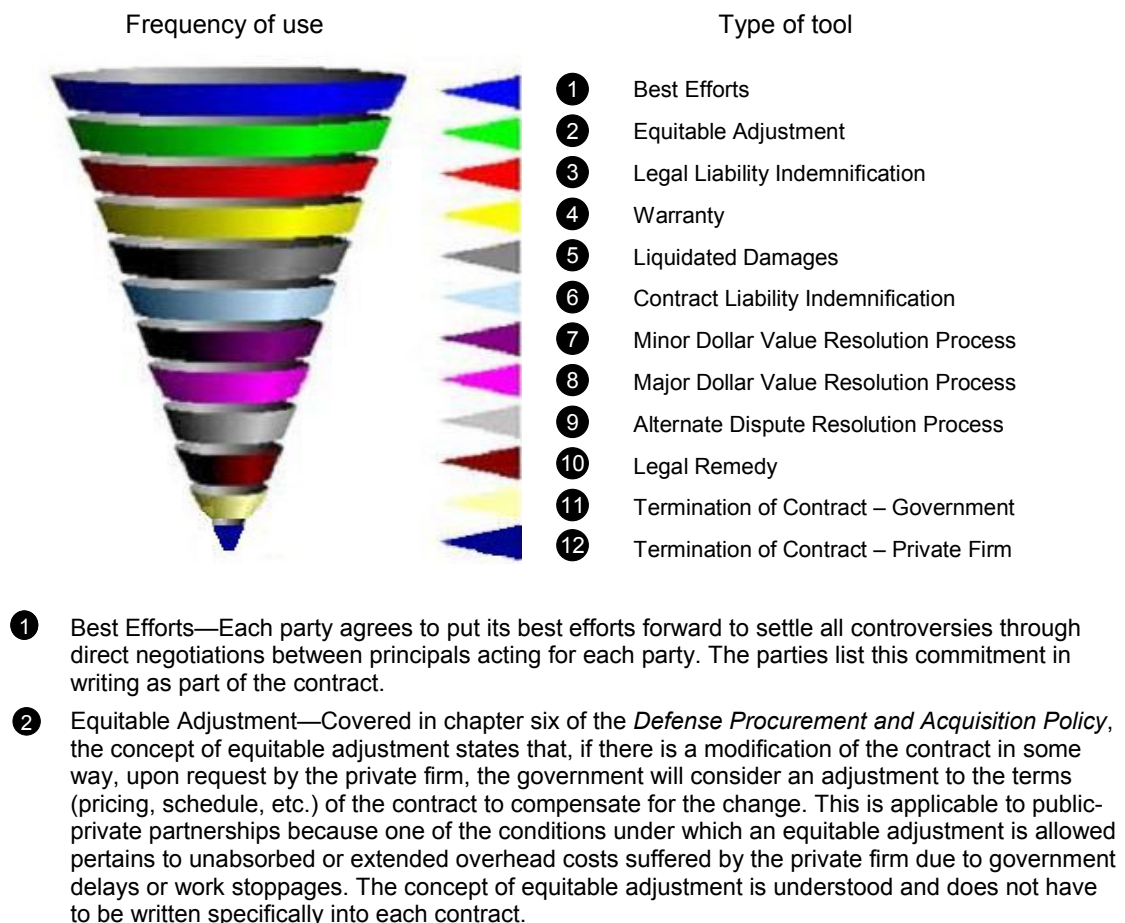 Frequency of use Type of tool
1 Best Efforts
2 Equitable Adjustment
3 Legal Liability Indemnification
4 Warranty
5 Liquidated Damages
6 Contract Liability Indemnification
7 Minor Dollar Value Resolution Process
8 Major Dollar Value Resolution Process
9 Alternate Dispute Resolution Process
10 Legal Remedy
11 Termination of Contract – Government
12 Termination of Contract – Private Firm
1 Best Efforts—Each party agrees to put its best efforts forward to settle all controversies through
direct negotiations between principals acting for each party. The parties list this commitment in
writing as part of the contract.
2 Equitable Adjustment—Covered in chapter six of the Defense Procurement and Acquisition Policy,
the concept of equitable adjustment states that, if there is a modification of the contract in some
way, upon request by the private firm, the government will consider an adjustment to the terms
(pricing, schedule, etc.) of the contract to compensate for the change. This is applicable to public-
private partnerships because one of the conditions under which an equitable adjustment is allowed
pertains to unabsorbed or extended overhead costs suffered by the private firm due to government
delays or work stoppages. The concept of equitable adjustment is understood and does not have
to be written specifically into each contract.